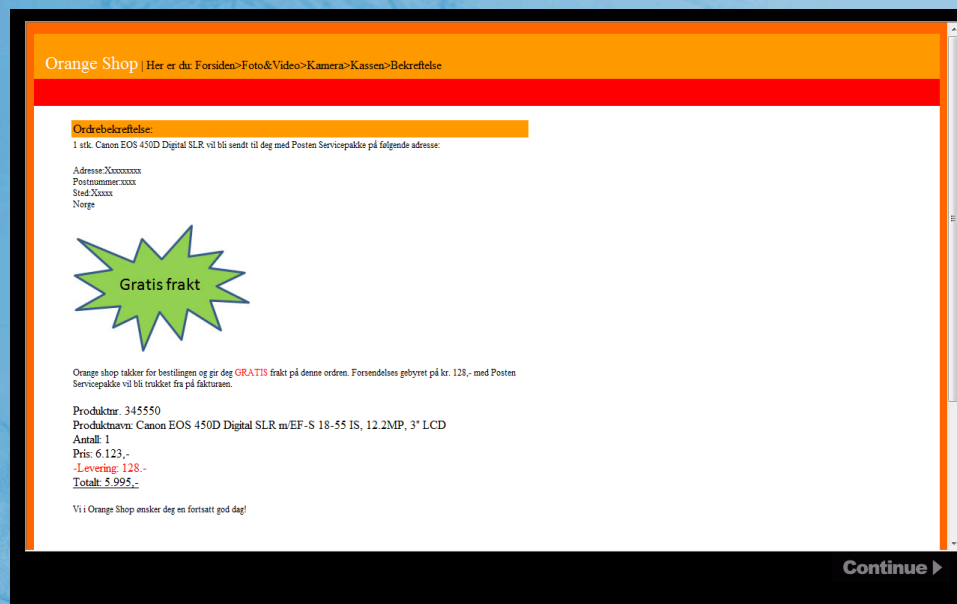 Orange Shop | Her er du: Forsiden>Foto&Video>Kamera>Kassen>Bekreftelse
Ordrebekreftelse:
1 stk. Canon EOS 450D Digital SLR vil bli sendt til deg med Posten Servicepakke på følgende adresse:
Adresse:Xxxxxxxxx
Postnummer:xxxx
Sted:Xxxxx
Norge
Gratis frakt
Orange shop takker for bestilingen og gir deg GRATIS frakt på denne ordren. Forsendelses gebyret på kr. 128,- med Posten
Servicepakke vil bli trukket fra på fakturaen.
Produktnr. 345550
Produktnavn: Canon EOS 450D Digital SLR m/EF-S 18-55 IS, 12.2MP, 3" LCD
Antall: 1
Pris: 6.123,-
-Levering: 128.-
Totalt: 5.995,-
Vi i Orange Shop ønsker deg en fortsatt god dag!
Continue